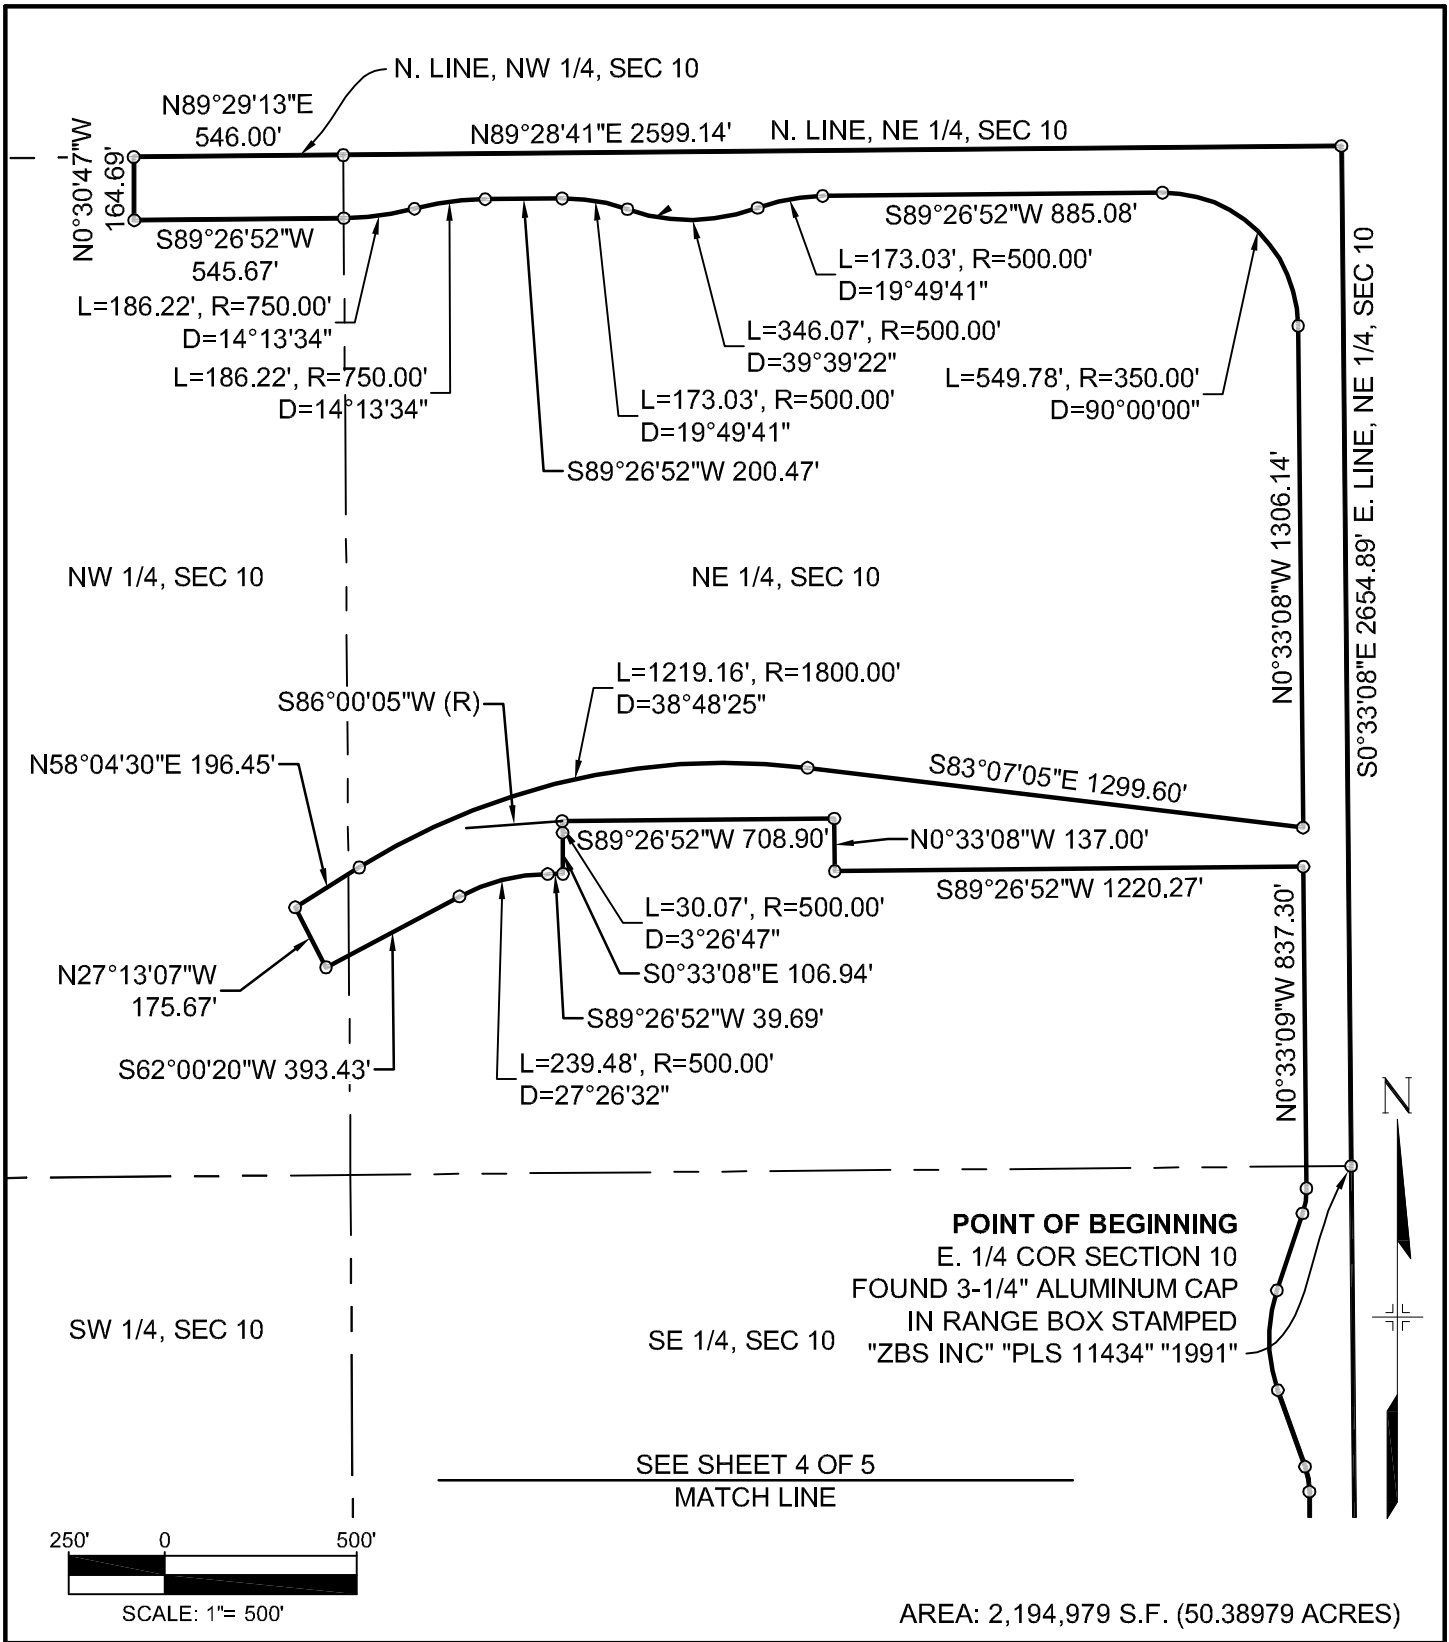 N. LINE, NW 1/4, SEC 10
N89°29'13"E
546.00'
N89°28'41"E 2599.14'
N. LINE, NE 1/4, SEC 10
N0°30'47"W
164.69'
S89°26'52"W
545.67'
S89°26'52"W 885.08'
L=173.03', R=500.00'
D=19°49'41"
L=186.22', R=750.00'
D=14°13'34"
L=346.07', R=500.00'
D=39°39'22"
L=186.22', R=750.00'
D=14°13'34"
L=549.78', R=350.00'
D=90°00'00"
L=173.03', R=500.00'
D=19°49'41"
S89°26'52"W 200.47'
N0°33'08"W 1306.14'
S0°33'08"E 2654.89' E. LINE, NE 1/4, SEC 10
NW 1/4, SEC 10
NE 1/4, SEC 10
L=1219.16', R=1800.00'
D=38°48'25"
S86°00'05"W (R)
N58°04'30"E 196.45'
S83°07'05"E 1299.60'
S89°26'52"W 708.90'
N0°33'08"W 137.00'
S89°26'52"W 1220.27'
L=30.07', R=500.00'
D=3°26'47"
N27°13'07"W
175.67'
S0°33'08"E 106.94'
S89°26'52"W 39.69'
S62°00'20"W 393.43'
L=239.48', R=500.00'
D=27°26'32"
N0°33'09"W 837.30'
N
POINT OF BEGINNING
E. 1/4 COR SECTION 10
FOUND 3-1/4" ALUMINUM CAP
IN RANGE BOX STAMPED
"ZBS INC" "PLS 11434" "1991"
SW 1/4, SEC 10
SE 1/4, SEC 10
SEE SHEET 4 OF 5
MATCH LINE
250' 0 500'
SCALE: 1"= 500'
AREA: 2,194,979 S.F. (50.38979 ACRES)